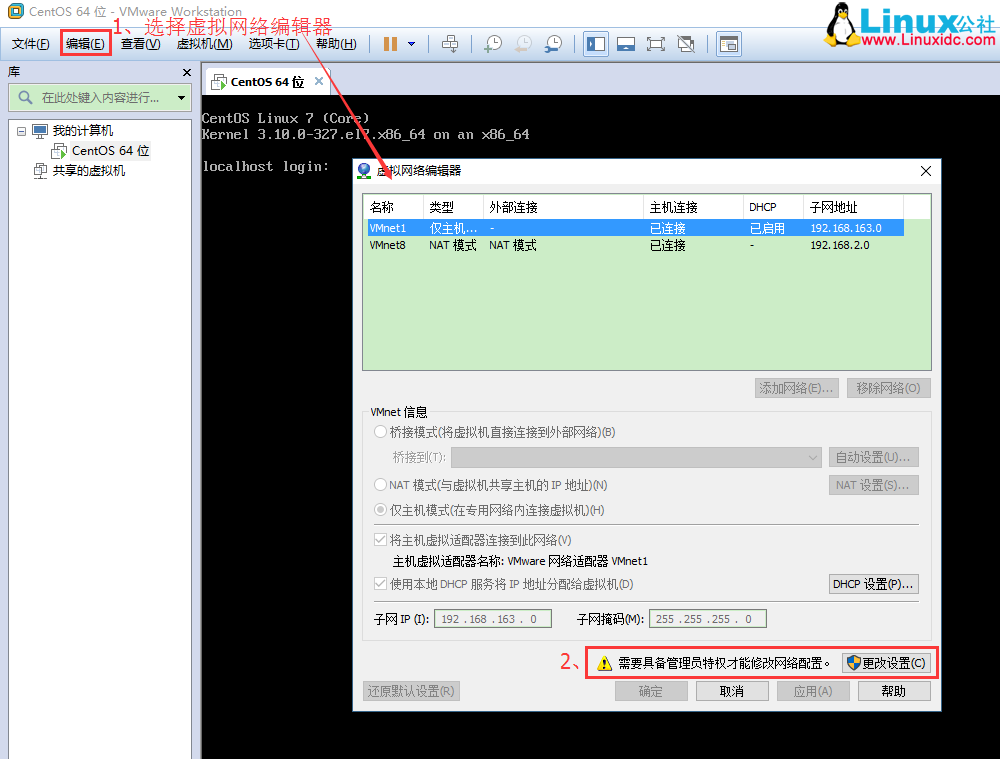 CentOS 64 位 - VMware Workstation
1、选择虚拟网络编辑器
Linux公社
www.Linuxidc.com
文件(F) 编辑(E) 查看(V) 虚拟机(M) 选项卡(T) 帮助(H)
库
在此处键入内容进行...
我的计算机
CentOS 64 位
共享的虚拟机
CentOS 64 位
CentOS Linux 7 (Core)
Kernel 3.10.0-327.el7.x86_64 on an x86_64
localhost login:
虚拟网络编辑器
名称 类型 外部连接 主机连接 DHCP 子网地址
VMnet1 仅主机... - 已连接 已启用 192.168.163.0
VMnet8 NAT 模式 NAT 模式 已连接 - 192.168.2.0
添加网络(E)... 移除网络(O)
VMnet 信息
桥接模式(将虚拟机直接连接到外部网络)(B)
桥接到(T): 自动设置(U)...
NAT 模式(与虚拟机共享主机的 IP 地址)(N) NAT 设置(S)...
仅主机模式(在专用网络内连接虚拟机)(H)
将主机虚拟适配器连接到此网络(V)
主机虚拟适配器名称: VMware 网络适配器 VMnet1
使用本地 DHCP 服务将 IP 地址分配给虚拟机(D) DHCP 设置(P)...
子网 IP (I): 192 .168 .163 . 0 子网掩码(M): 255 .255 .255 . 0
2、 需要具备管理员特权才能修改网络配置。 更改设置(C)
还原默认设置(R) 确定 取消 应用(A) 帮助